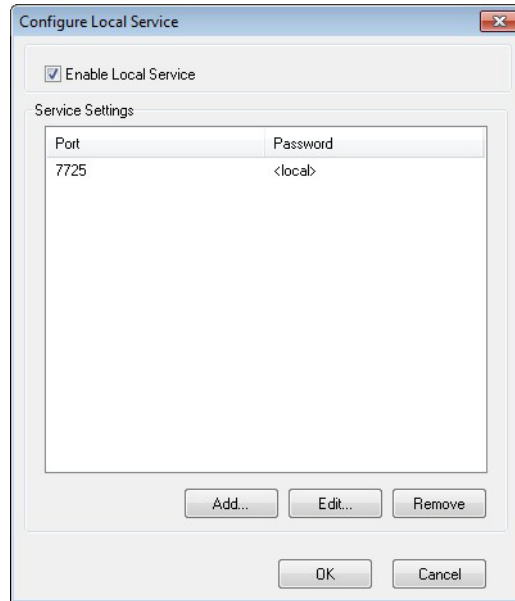 Configure Local Service
Enable Local Service
Service Settings
Port Password
7725 <local>
Add... Edit... Remove
OK Cancel